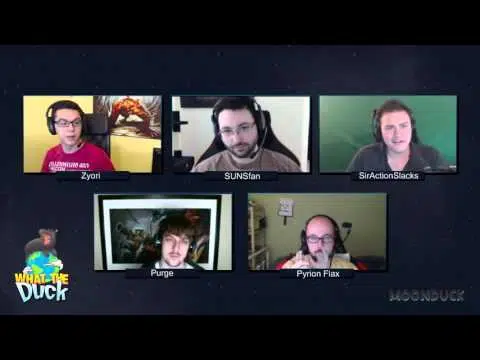 Zyori
SUNSfan
SirActionSlacks
Purge
Pyrion Flax
WHAT THE
Duck
MOONDUCK